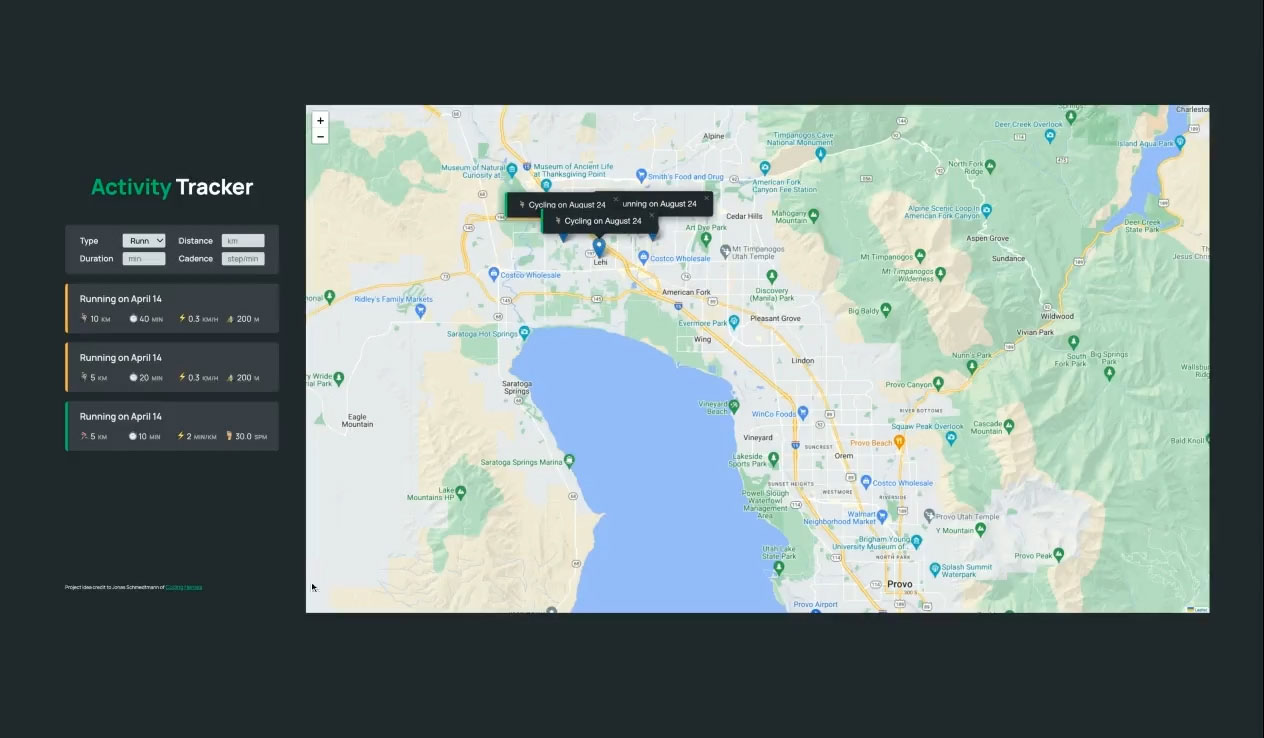 Activity Tracker
Type Runn Distance km
Duration min Cadence step/min
Running on April 14
10 KM 40 MIN 0.3 KM/H 200 M
Running on April 14
5 KM 20 MIN 0.3 KM/H 200 M
Running on April 14
5 KM 10 MIN 2 MIN/KM 30.0 SPM
Project idea credit to Jonas Schmedtmann of
+
−
Cycling on August 24
unning on August 24
Cycling on August 24
Alpine
Timpanogos Cave
National Monument
Deer Creek Overlook
Island Aqua Park
Museum of Natural
Curiosity at
Museum of Ancient Life
at Thanksgiving Point
Smith's Food and Drug
American Fork
Canyon Fee Station
North Fork
Ridge
Cedar Hills
Mahogany
Mountain
Alpine Scenic Loop In
American Fork Canyon
Deer Creek
State Park
Art Dye Park
Aspen Grove
Lehi
Costco Wholesale
Mt Timpanogos
Utah Temple
Mt Timpanogos
Sundance
Costco Wholesale
Mt Timpanogos
Wilderness
American Fork
Discovery
(Manila) Park
Ridge's Family Markets
Big Baldy
Wildwood
Evermore Park
Pleasant Grove
Vivian Park
Saratoga Hot Springs
Wing
Lindon
Nunn's Park
South
Fork
Big Springs
Park
Saratoga
Springs
Provo Canyon
Vineyard
Beach
WinCo Foods
RIVER BOTTOMS
Eagle
Mountain
Squaw Peak Overlook
Cascade
Mountain
Vineyard
SUNCREST
Provo Beach
Bald Knoll
Saratoga Springs Marina
Lakeside
Sports Park
Orem
SUNSET HEIGHTS
Costco Wholesale
Lake
Mountains HP
Powell Slough
Waterfowl
Management
Area
WESTMORE
RIVERSIDE
Walmart
Neighborhood Market
Provo Utah Temple
Y Mountain
Brigham Young
University Museum of...
Utah Lake
State Park
NORTH PARK
Provo Peak
Splash Summit
Waterpark
Provo
500 S
Provo Airport
Leaflet